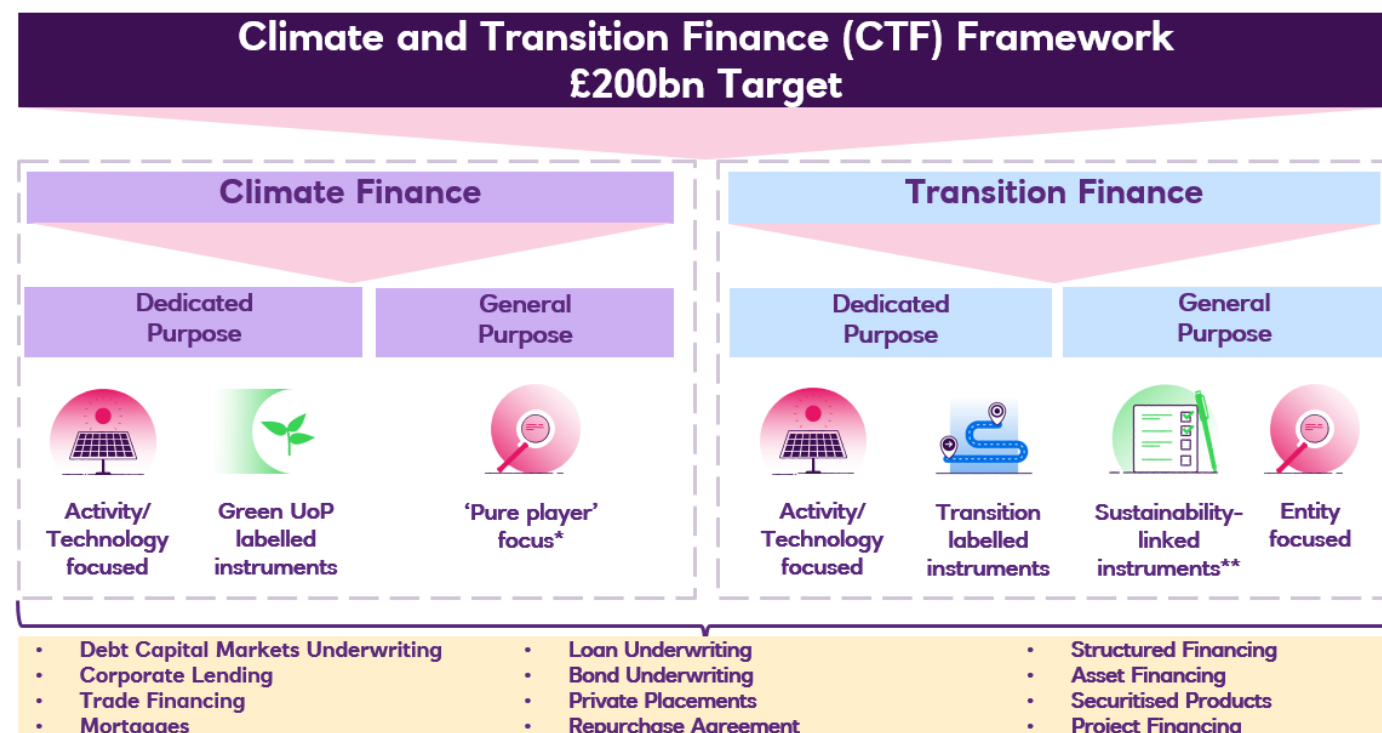 Climate and Transition Finance (CTF) Framework
£200bn Target
Climate Finance
Transition Finance
Dedicated
Purpose
General
Purpose
Dedicated
Purpose
General
Purpose
Activity/
Technology
focused
Green UoP
labelled
instruments
‘Pure player’
focus*
Activity/
Technology
focused
Transition
labelled
instruments
Sustainability-
linked
instruments**
Entity
focused
• Debt Capital Markets Underwriting
• Corporate Lending
• Trade Financing
• Mortgages
• Loan Underwriting
• Bond Underwriting
• Private Placements
• Repurchase Agreement
• Structured Financing
• Asset Financing
• Securitised Products
• Project Financing